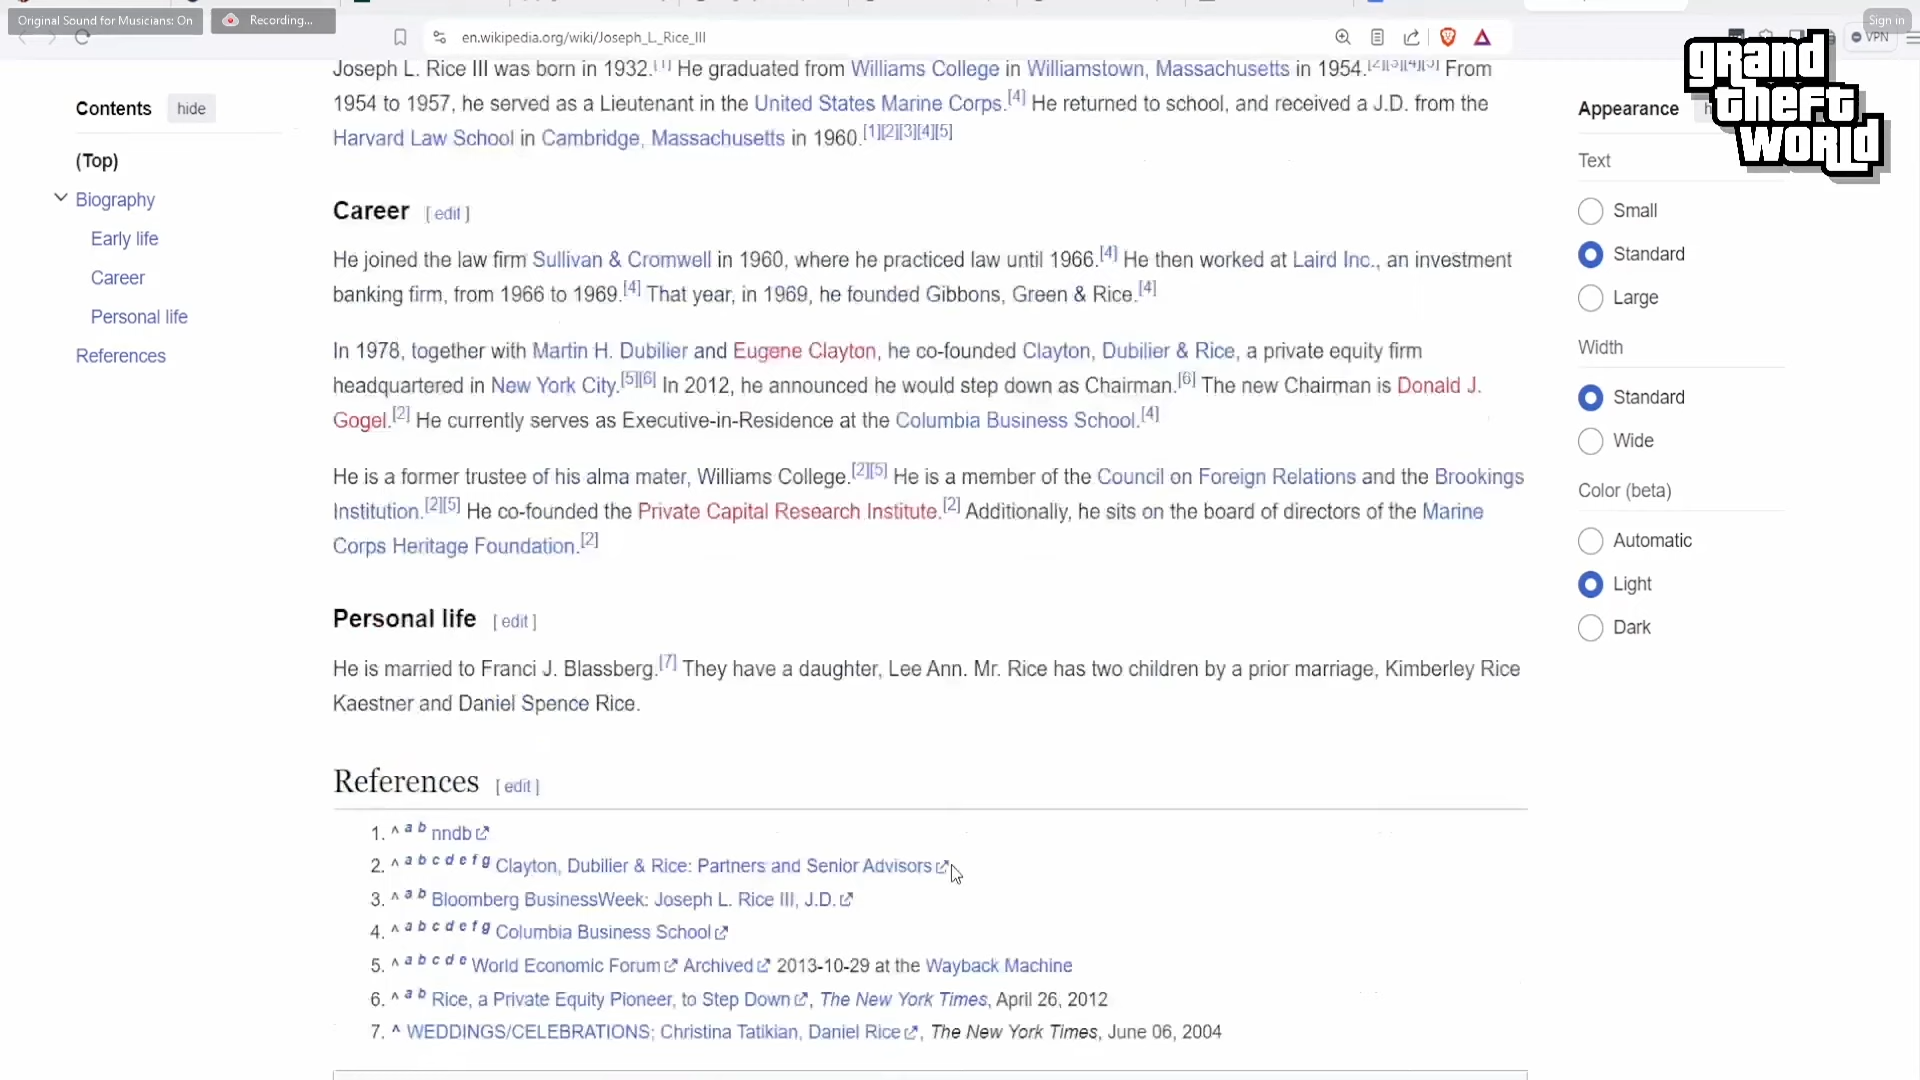 Original Sound for Musicians: On
Recording...
Sign in
en.wikipedia.org/wiki/Joseph_L_Rice_III
VPN
grand
theft
world
Contents hide
(Top)
Biography
Early life
Career
Personal life
References
Joseph L. Rice III was born in 1932.[1] He graduated from Williams College in Williamstown, Massachusetts in 1954.[2][3][4][5] From
1954 to 1957, he served as a Lieutenant in the United States Marine Corps.[4] He returned to school, and received a J.D. from the
Harvard Law School in Cambridge, Massachusetts in 1960.[1][2][3][4][5]
Career [ edit ]
He joined the law firm Sullivan & Cromwell in 1960, where he practiced law until 1966.[4] He then worked at Laird Inc., an investment
banking firm, from 1966 to 1969.[4] That year, in 1969, he founded Gibbons, Green & Rice.[4]
In 1978, together with Martin H. Dubilier and Eugene Clayton, he co-founded Clayton, Dubilier & Rice, a private equity firm
headquartered in New York City.[5][6] In 2012, he announced he would step down as Chairman.[6] The new Chairman is Donald J.
Gogel.[2] He currently serves as Executive-in-Residence at the Columbia Business School.[4]
He is a former trustee of his alma mater, Williams College.[2][5] He is a member of the Council on Foreign Relations and the Brookings
Institution.[2][5] He co-founded the Private Capital Research Institute.[2] Additionally, he sits on the board of directors of the Marine
Corps Heritage Foundation.[2]
Personal life [ edit ]
He is married to Franci J. Blassberg.[7] They have a daughter, Lee Ann. Mr. Rice has two children by a prior marriage, Kimberley Rice
Kaestner and Daniel Spence Rice.
References [ edit ]
1. ^ a b nndb
2. ^ a b c d e f g Clayton, Dubilier & Rice: Partners and Senior Advisors
3. ^ a b Bloomberg BusinessWeek: Joseph L. Rice III, J.D.
4. ^ a b c d e f g Columbia Business School
5. ^ a b c d e World Economic Forum Archived 2013-10-29 at the Wayback Machine
6. ^ a b Rice, a Private Equity Pioneer, to Step Down, The New York Times, April 26, 2012
7. ^ WEDDINGS/CELEBRATIONS; Christina Tatikian, Daniel Rice, The New York Times, June 06, 2004
Appearance
Text
Small
Standard
Large
Width
Standard
Wide
Color (beta)
Automatic
Light
Dark